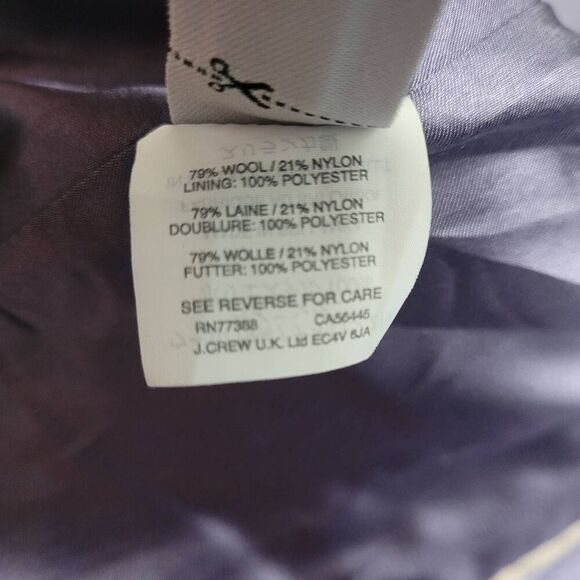 79% WOOL / 21% NYLON
LINING: 100% POLYESTER
79% LAINE / 21% NYLON
DOUBLURE: 100% POLYESTER
79% WOLLE / 21% NYLON
FUTTER: 100% POLYESTER
SEE REVERSE FOR CARE
RN77388 CA56445
J.CREW U.K. Ltd EC4V 6JA